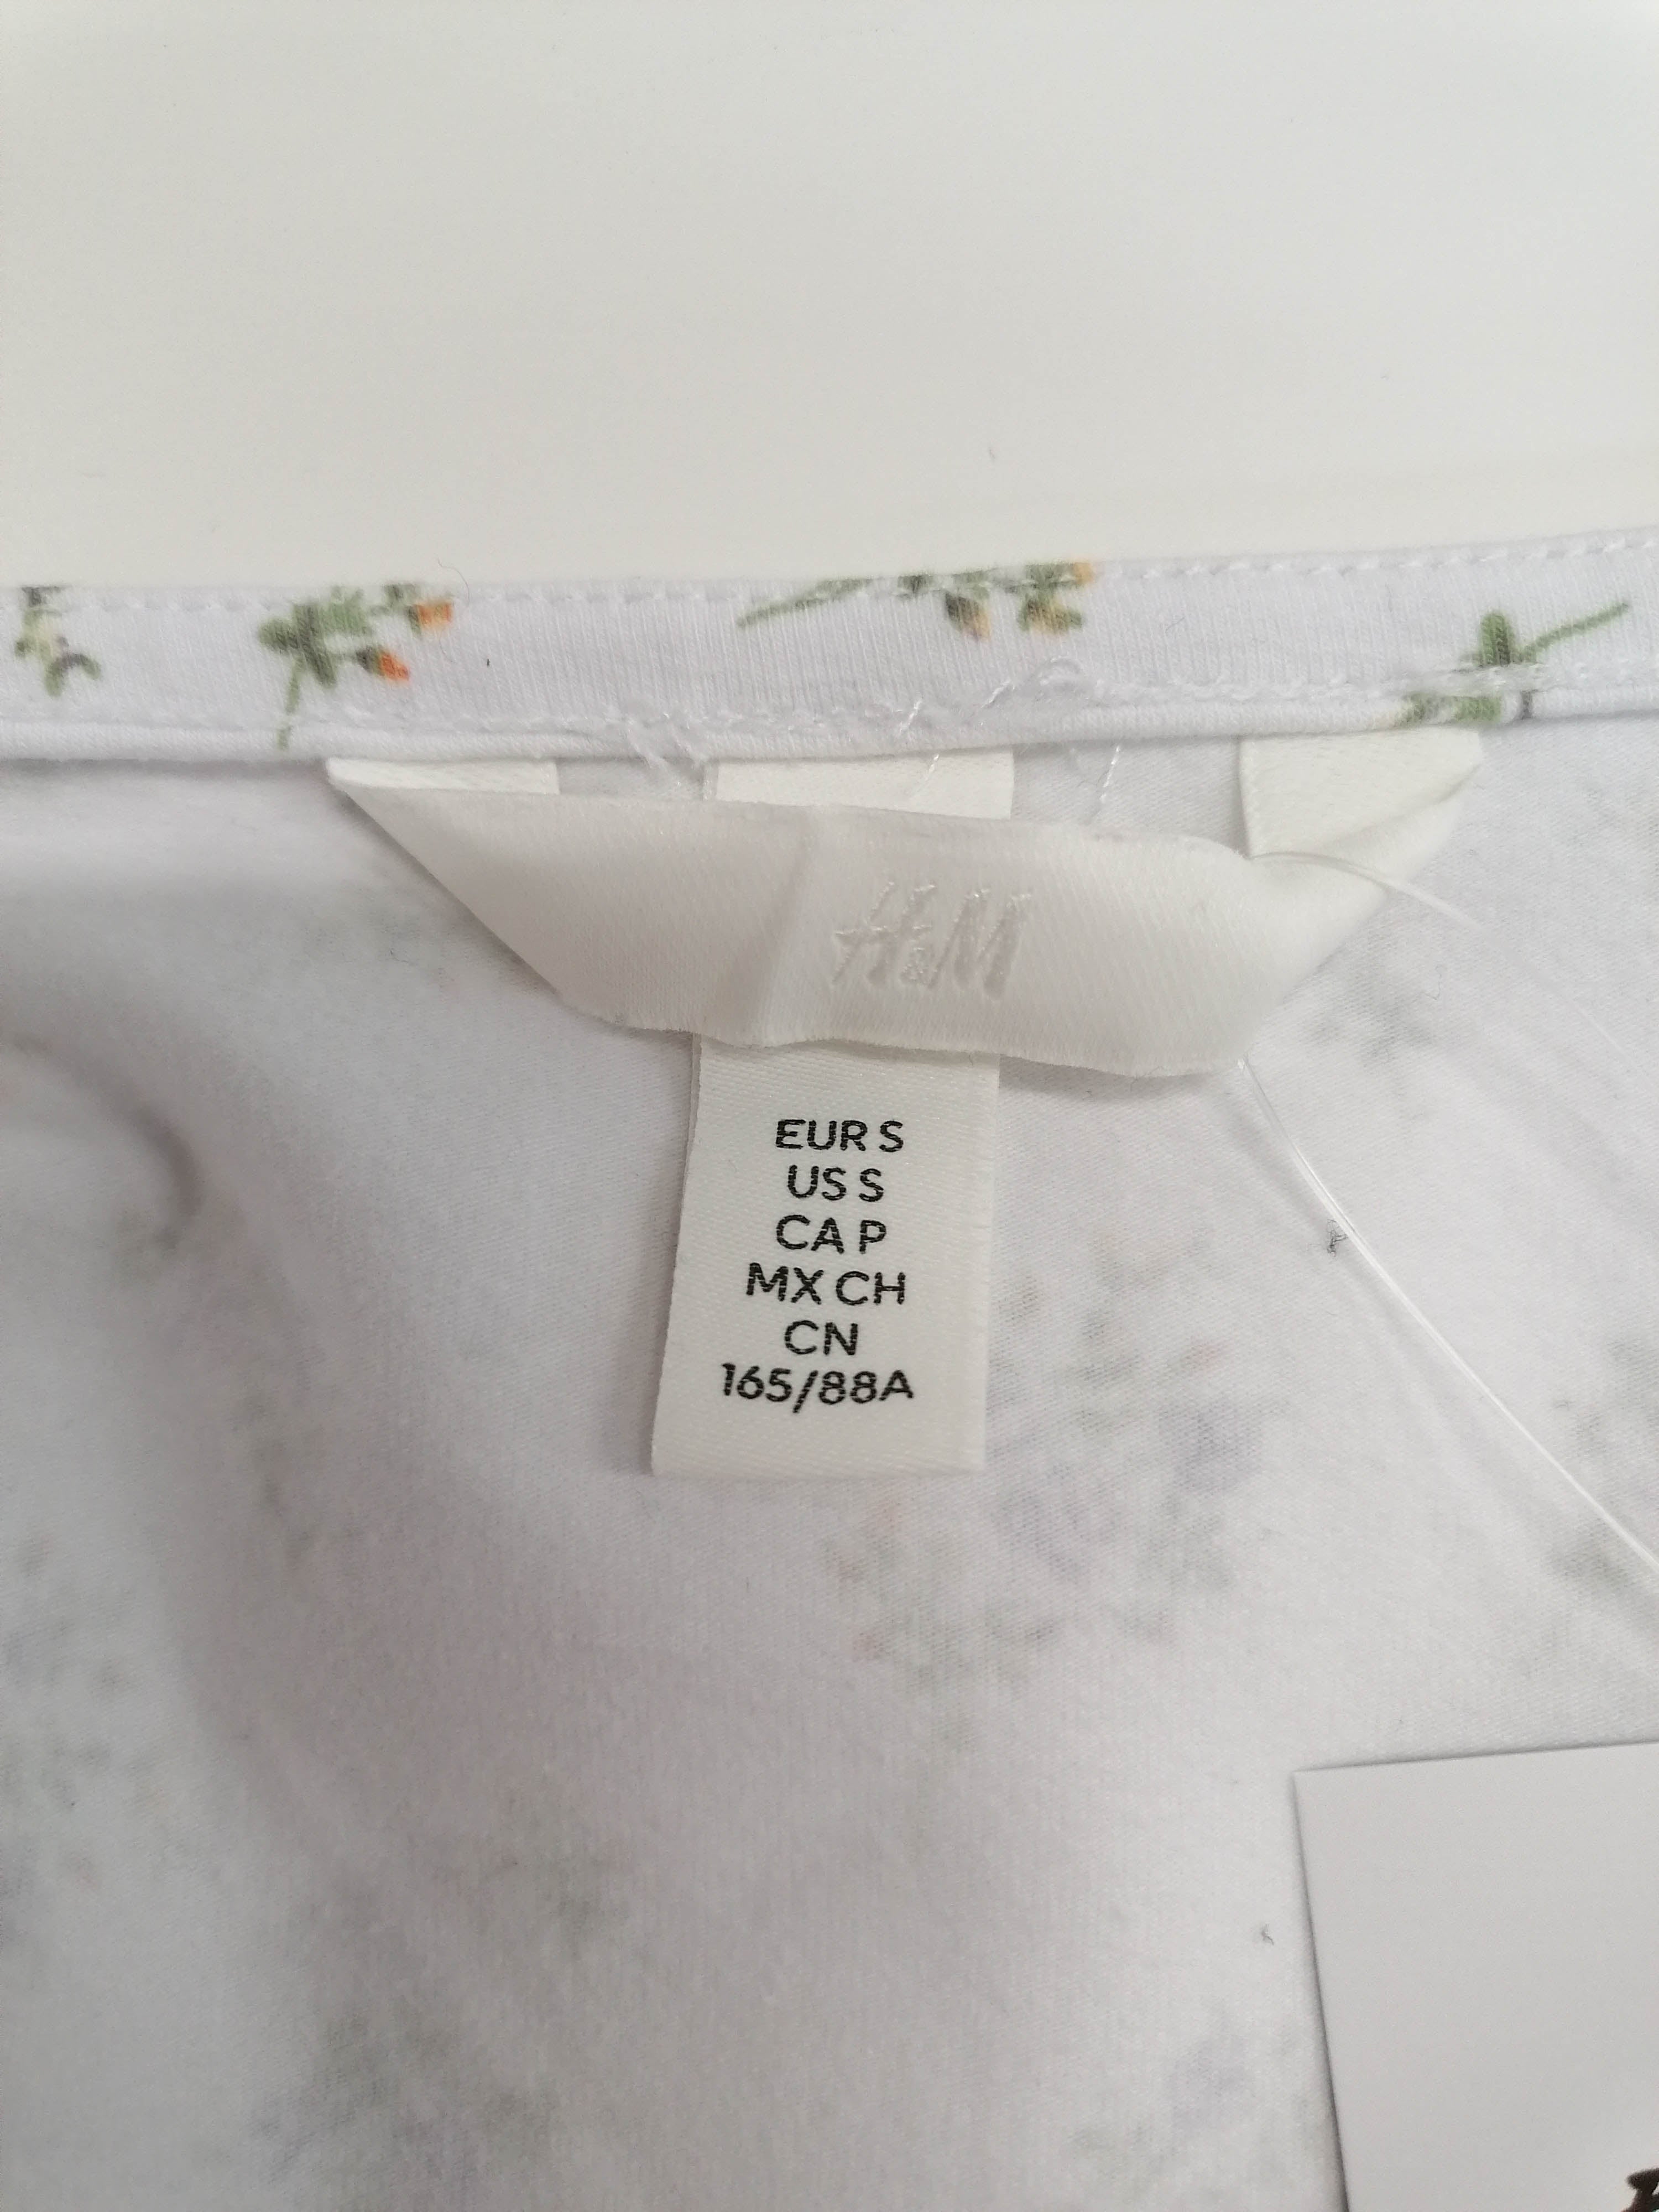 H&M
EUR S
US S
CA P
MX CH
CN
165/88A